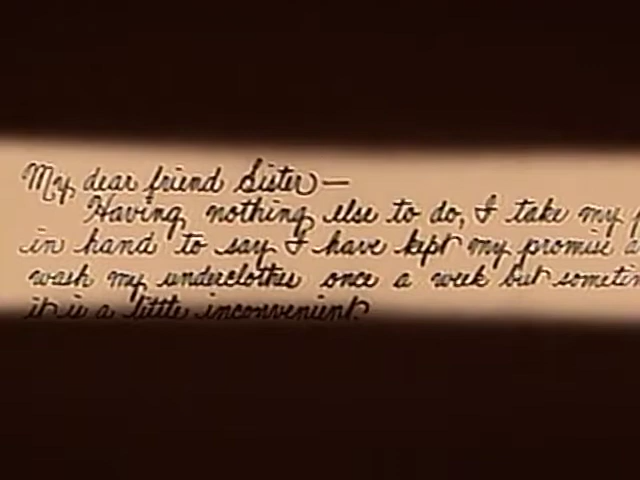 My dear friend Sister—
Having nothing else to do, I take my
in hand to say I have kept my promise
wash my underclothes once a week but
it is a little inconvenient.